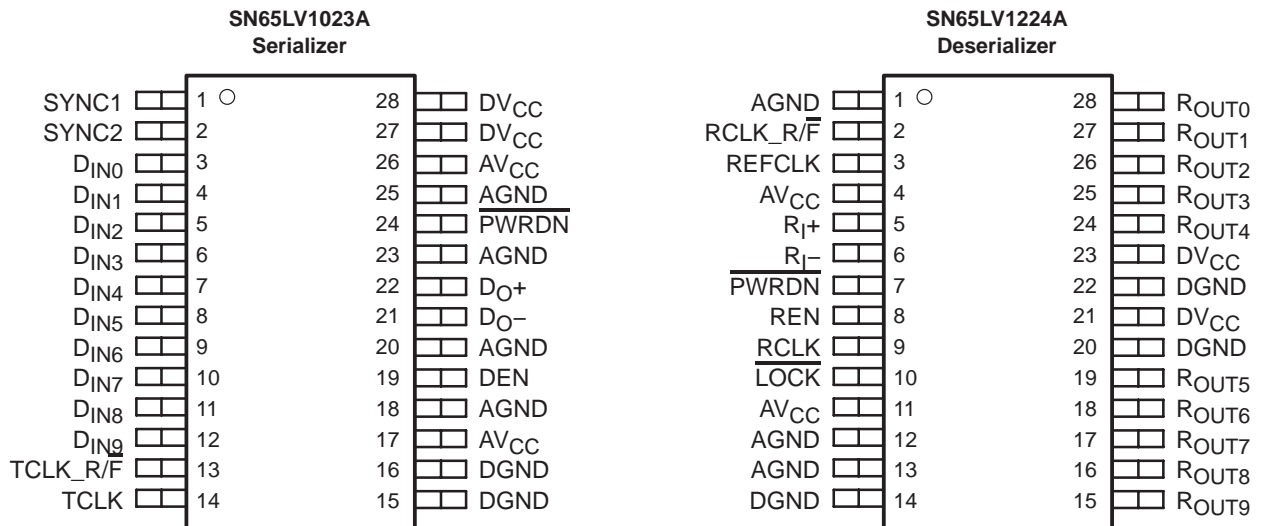 SN65LV1023A
Serializer
SYNC1 1 28 DVCC
SYNC2 2 27 DVCC
DIN0 3 26 AVCC
DIN1 4 25 AGND
DIN2 5 24 PWRDN
DIN3 6 23 AGND
DIN4 7 22 DO+
DIN5 8 21 DO−
DIN6 9 20 AGND
DIN7 10 19 DEN
DIN8 11 18 AGND
DIN9 12 17 AVCC
TCLK_R/F 13 16 DGND
TCLK 14 15 DGND
SN65LV1224A
Deserializer
AGND 1 28 ROUT0
RCLK_R/F 2 27 ROUT1
REFCLK 3 26 ROUT2
AVCC 4 25 ROUT3
RI+ 5 24 ROUT4
RI− 6 23 DVCC
PWRDN 7 22 DGND
REN 8 21 DVCC
RCLK 9 20 DGND
LOCK 10 19 ROUT5
AVCC 11 18 ROUT6
AGND 12 17 ROUT7
AGND 13 16 ROUT8
DGND 14 15 ROUT9